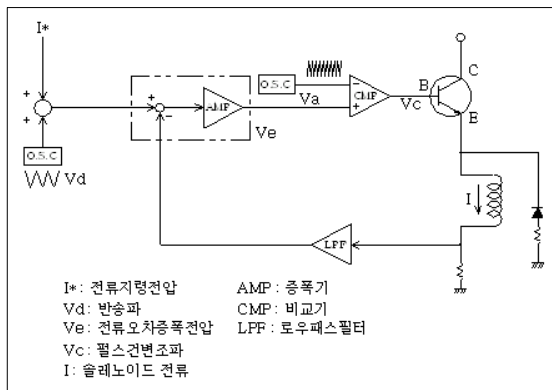 I*
+
+
O.S.C
Vd
+
−
AMP
Ve
O.S.C
Va
−
+
CMP
Vc
B
C
E
I
LPF
I* : 전류지령전압
Vd : 반송파
Ve : 전류오차증폭전압
Vc : 펄스건변조파
I : 솔레노이드 전류
AMP : 증폭기
CMP : 비교기
LPF : 로우패스필터